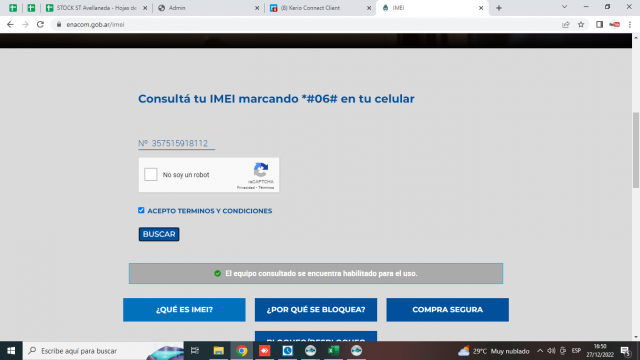 STOCK ST Avellaneda - Hojas de
Admin
(8) Kerio Connect Client
IMEI
enacom.gob.ar/imei
Consultá tu IMEI marcando *#06# en tu celular
Nº 357515918112
No soy un robot
reCAPTCHA
Privacidad - Términos
ACEPTO TERMINOS Y CONDICIONES
BUSCAR
El equipo consultado se encuentra habilitado para el uso.
¿QUÉ ES IMEI?
¿POR QUÉ SE BLOQUEA?
COMPRA SEGURA
BLOQUEO/DESBLOQUEO
Escribe aquí para buscar
29°C Muy nublado
ESP
16:50
27/12/2022